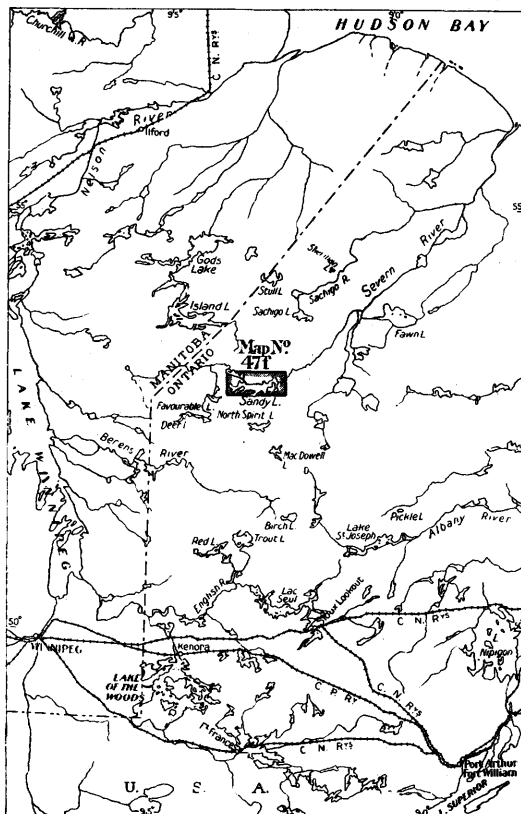 95°
90°
HUDSON BAY
Churchill R.
C. N. RYS
Nelson River
Ilford
55°
55°
Gods
Lake
Island L
Stull L
Sachigo R.
Sachigo L
Severn River
Fawn L
MANITOBA
ONTARIO
Map No.
47f
Sandy L.
Favourable L.
North Spirit L
Deer L
LAKE WINNIPEG
Berens River
MacDowell
L
Birch L.
Pickle L
Lake
St Joseph
Albany River
Red L.
Trout L
English R.
Lac
Seul
Sioux Lookout
50°
WINNIPEG
Kenora
C. N. RYS
L.
Nipigon
LAKE
OF THE
WOODS
C. P. RY
C. N. RYS
Ft Frances
C. N. RYS
Port Arthur
Fort William
U. S. A.
L. SUPERIOR
95°
90°